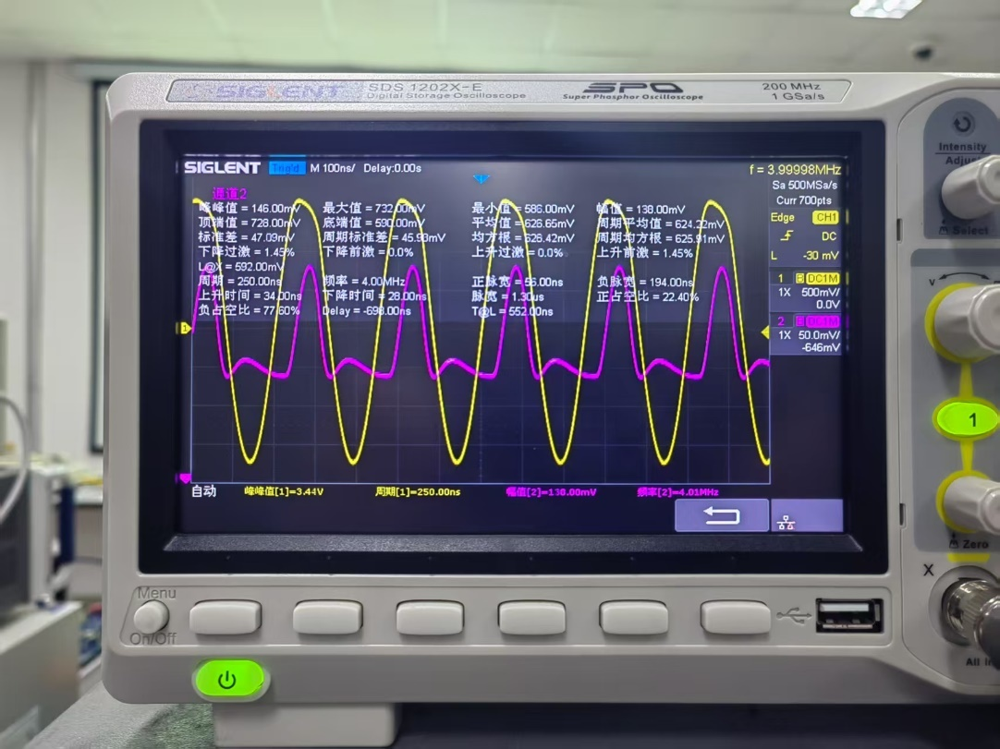 SIGLENT SDS 1202X-E SPO 200 MHz
Digital Storage Oscilloscope Super Phosphor Oscilloscope 1 GSa/s
Intensity
Adjust
Select
SIGLENT Trig'd M 100ns/ Delay:0.00s f = 3.99998MHz
Sa 500MSa/s
Curr 700pts
Edge CH1
DC
L -30 mV
1 B DC1M
1X 500mV/
0.0V
2 B DC1M
1X 50.0mV/
-646mV
通道2
峰峰值 = 146.00mV 最大值 = 732.00mV 最小值 = 586.00mV 幅值 = 138.00mV
顶端值 = 728.00mV 底端值 = 590.00mV 平均值 = 628.65mV 周期平均值 = 624.22mV
标准差 = 47.09mV 周期标准差 = 45.93mV 均方根 = 628.42mV 周期均方根 = 625.91mV
下降过激 = 1.45% 下降前激 = 0.0% 上升过激 = 0.0% 上升前激 = 1.45%
L@X = 592.00mV
周期 = 250.00ns 频率 = 4.00MHz 正脉宽 = 56.00ns 负脉宽 = 194.00ns
上升时间 = 34.00ns 下降时间 = 28.00ns 脉宽 = 1.30us 正占空比 = 22.40%
负占空比 = 77.60% Delay = -698.00ns T@L = 552.00ns
1
自动 峰峰值[1]=3.44V 周期[1]=250.00ns 幅值[2]=138.00mV 频率[2]=4.01MHz
V
1
Zero
X
Menu
On/Off